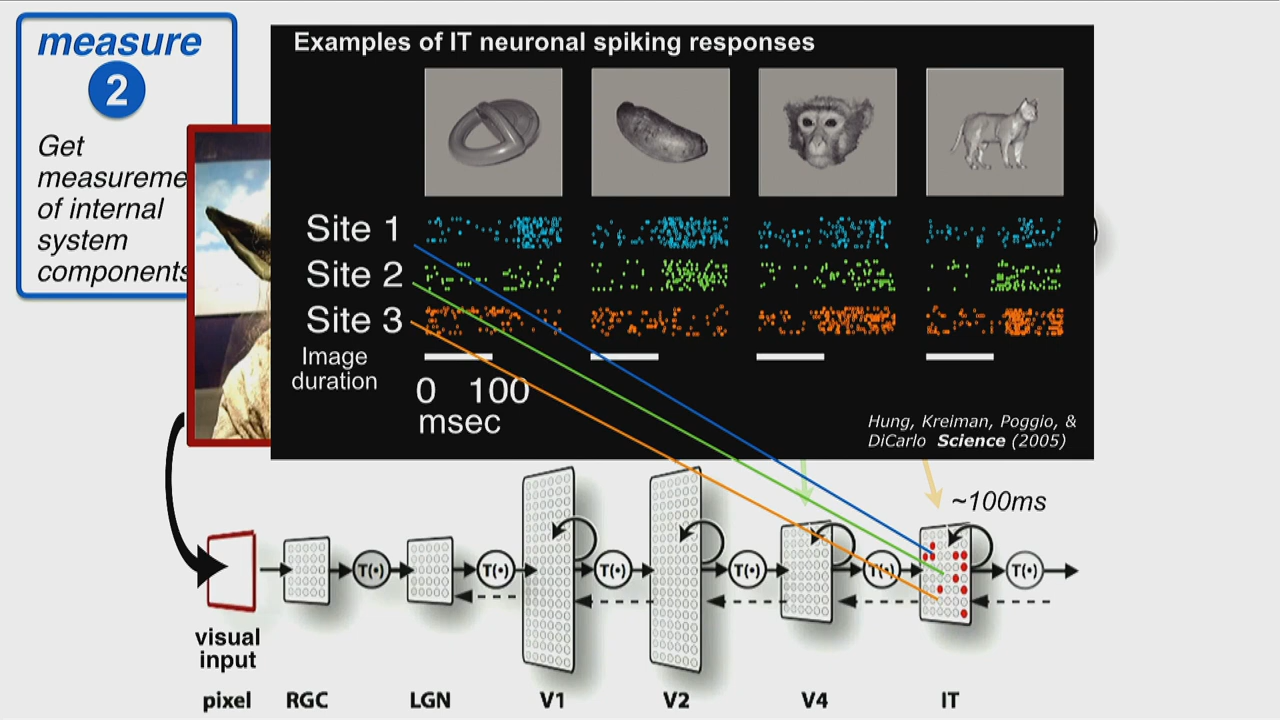 measure
2
Get
measureme
of internal
system
components
Examples of IT neuronal spiking responses
Site 1
Site 2
Site 3
Image
duration
0 100
msec
Hung, Kreiman, Poggio, &
DiCarlo Science (2005)
~100ms
T(•) T(•) T(•) T(•) T(•) T(•)
visual
input
pixel RGC LGN V1 V2 V4 IT